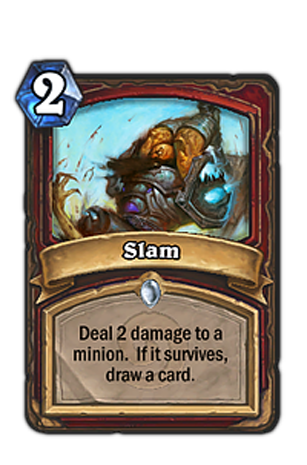 2
Slam
Deal 2 damage to a
minion. If it survives,
draw a card.